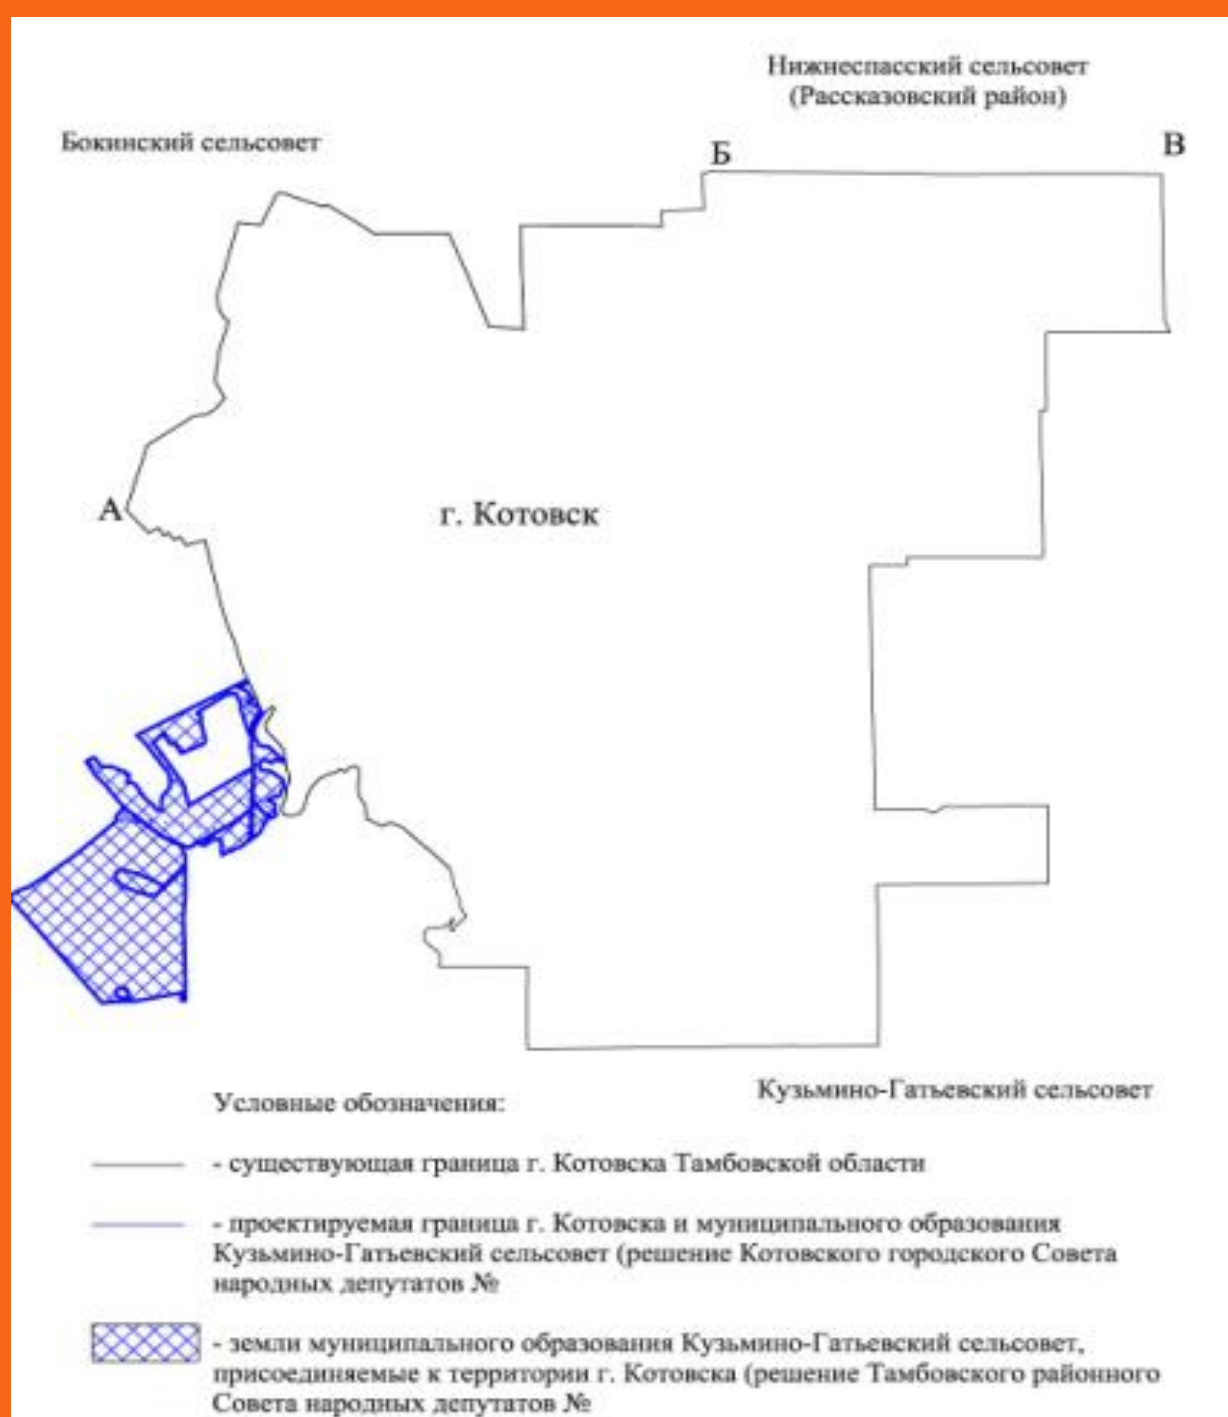 Нижнеспасский сельсовет
(Рассказовский район)
Бокинский сельсовет
Б
В
А
г. Котовск
Кузьмино-Гатьевский сельсовет
Условные обозначения:
- существующая граница г. Котовска Тамбовской области
- проектируемая граница г. Котовска и муниципального образования
Кузьмино-Гатьевский сельсовет (решение Котовского городского Совета
народных депутатов №
- земли муниципального образования Кузьмино-Гатьевский сельсовет,
присоединяемые к территории г. Котовска (решение Тамбовского районного
Совета народных депутатов №